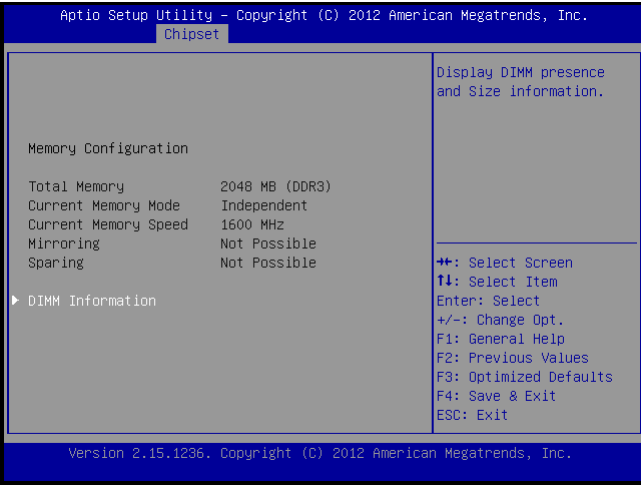 Aptio Setup Utility – Copyright (C) 2012 American Megatrends, Inc.
Chipset
Memory Configuration
Total Memory 2048 MB (DDR3)
Current Memory Mode Independent
Current Memory Speed 1600 MHz
Mirroring Not Possible
Sparing Not Possible
▶ DIMM Information
Display DIMM presence
and Size information.
→←: Select Screen
↑↓: Select Item
Enter: Select
+/-: Change Opt.
F1: General Help
F2: Previous Values
F3: Optimized Defaults
F4: Save & Exit
ESC: Exit
Version 2.15.1236. Copyright (C) 2012 American Megatrends, Inc.